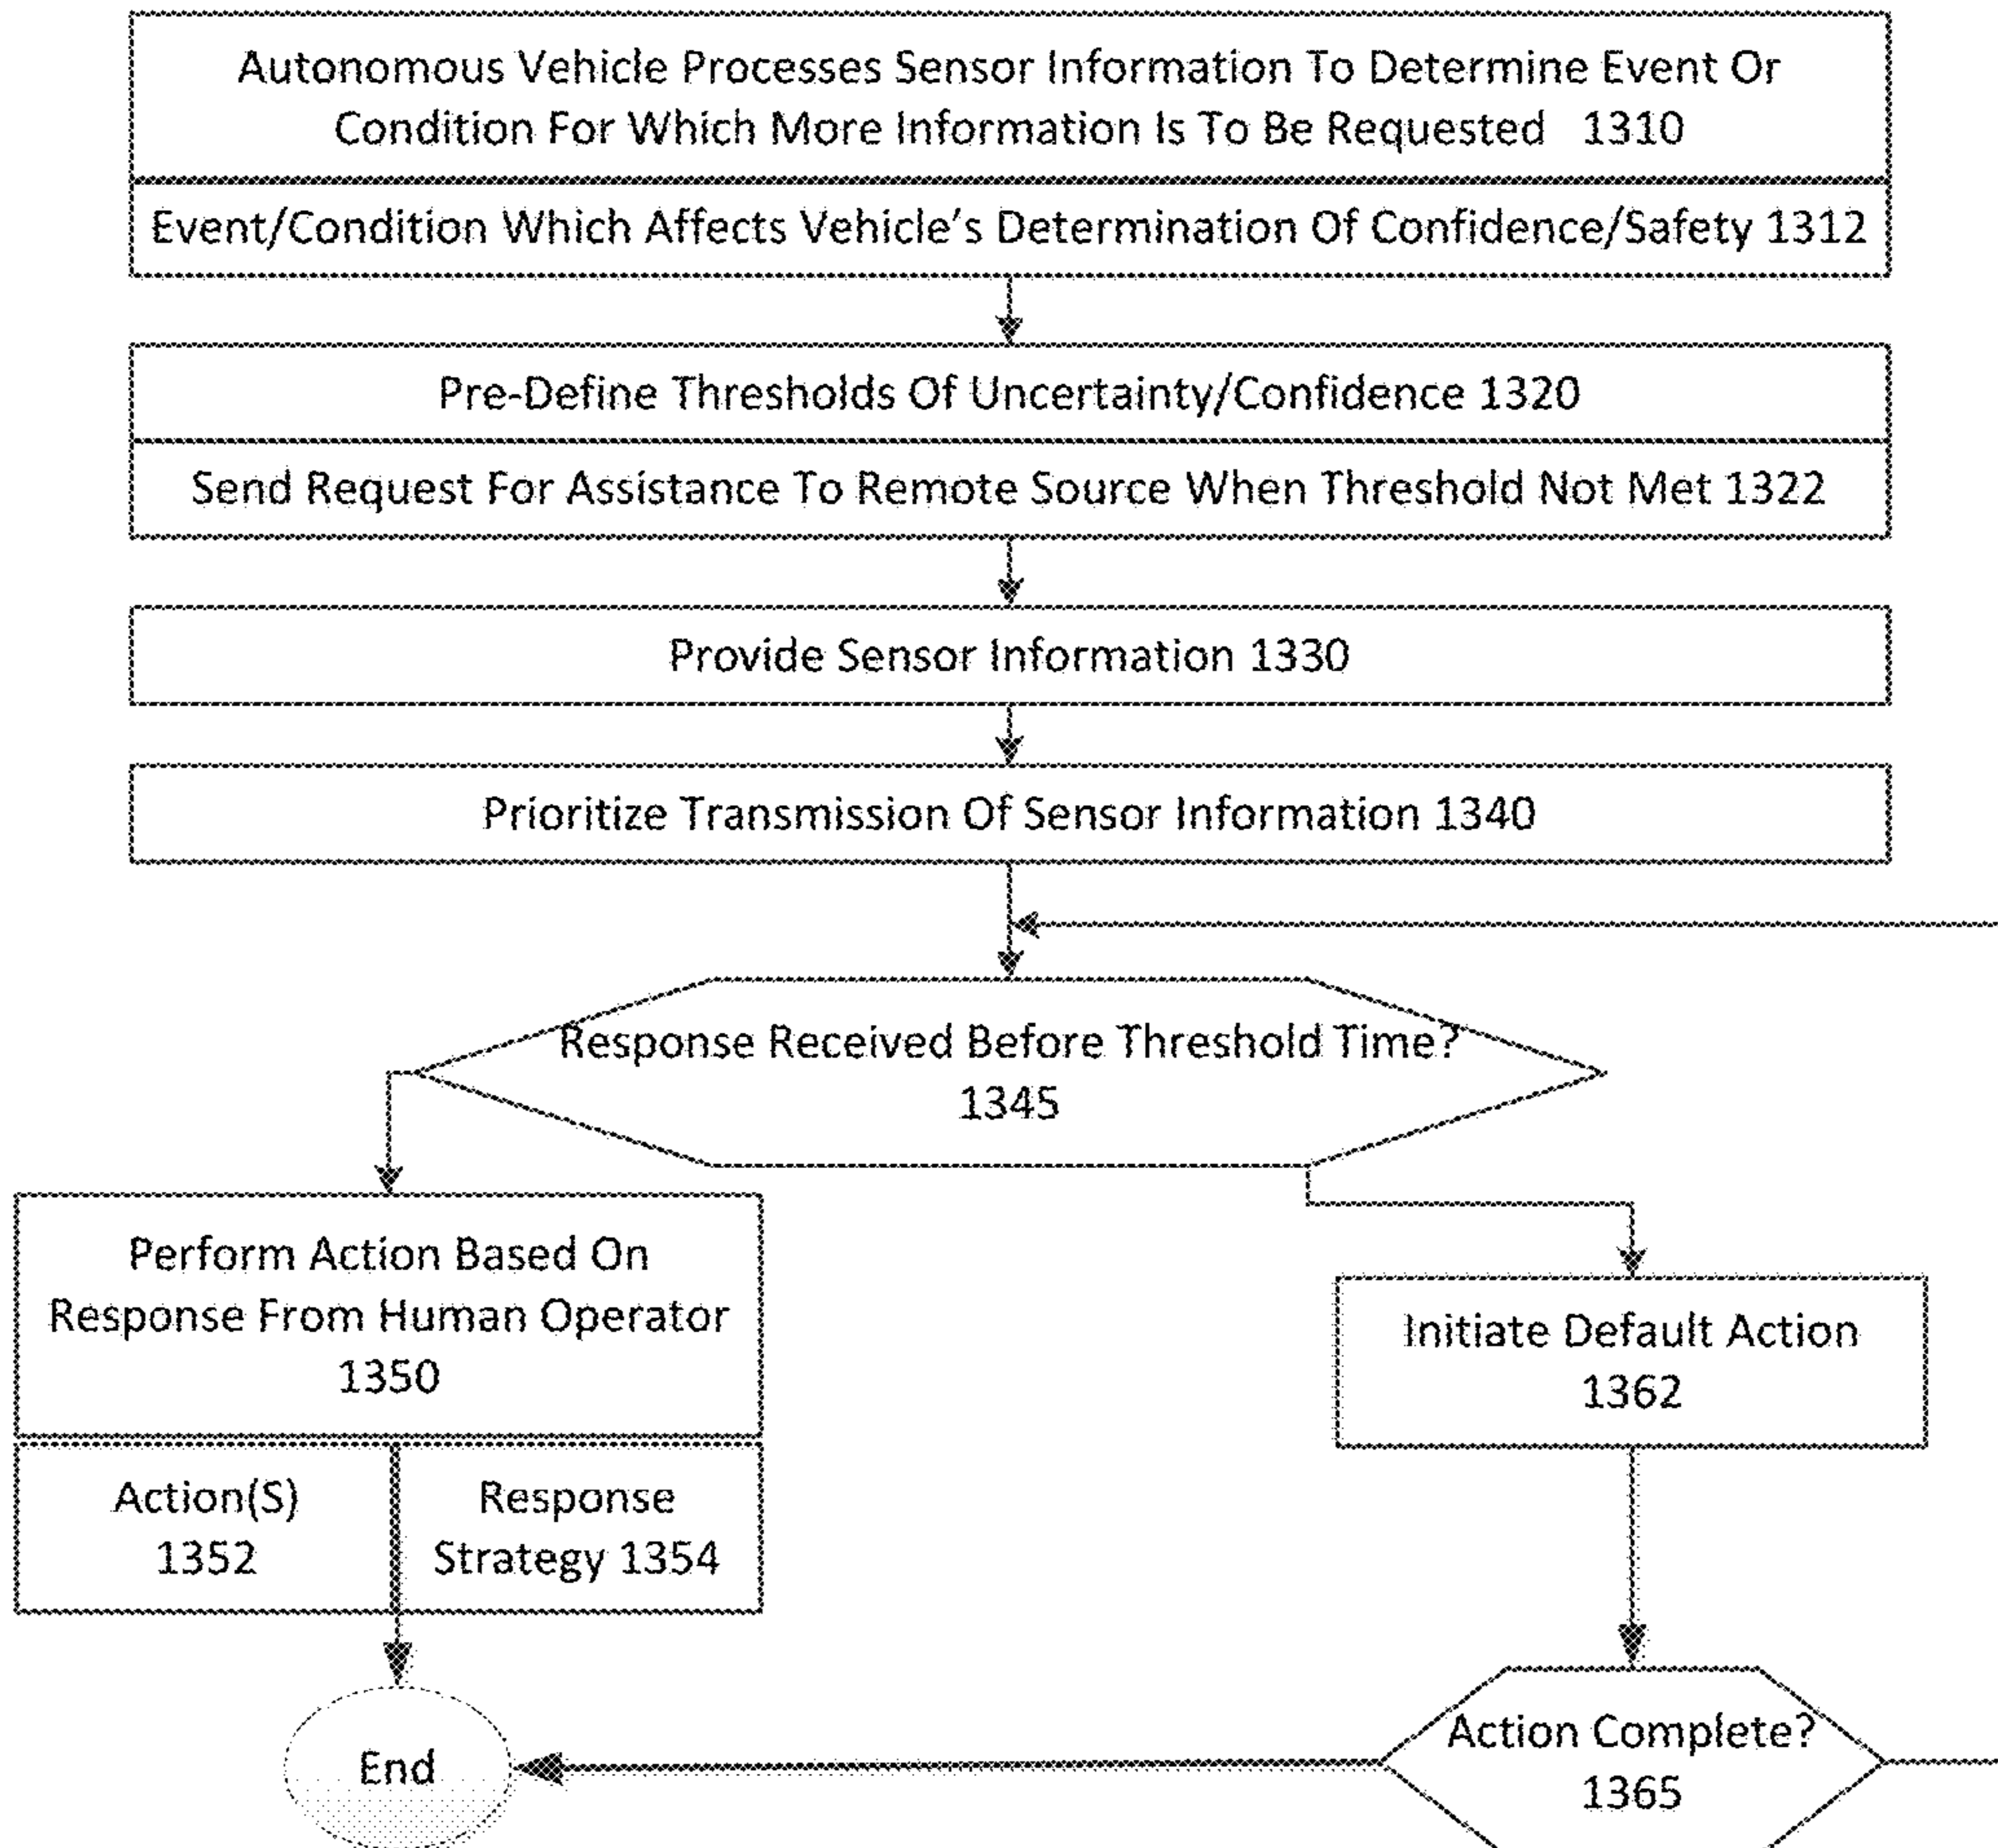 Autonomous Vehicle Processes Sensor Information To Determine Event Or
Condition For Which More Information Is To Be Requested 1310
Event/Condition Which Affects Vehicle's Determination Of Confidence/Safety 1312
Pre-Define Thresholds Of Uncertainty/Confidence 1320
Send Request For Assistance To Remote Source When Threshold Not Met 1322
Provide Sensor Information 1330
Prioritize Transmission Of Sensor Information 1340
Response Received Before Threshold Time?
1345
Perform Action Based On
Response From Human Operator
1350
Action(S)
1352
Response
Strategy 1354
Initiate Default Action
1362
End
Action Complete?
1365